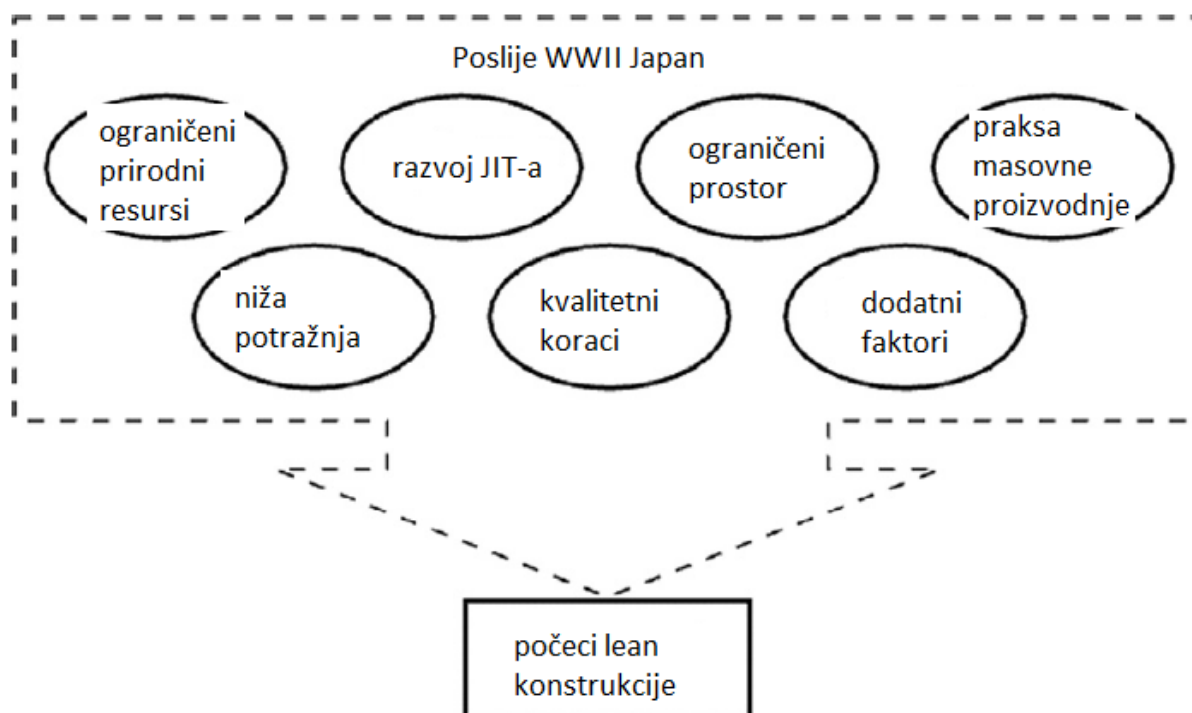 Poslije WWII Japan
ograničeni
prirodni
resursi
razvoj JIT-a
ograničeni
prostor
praksa
masovne
proizvodnje
niža
potražnja
kvalitetni
koraci
dodatni
faktori
počeci lean
konstrukcije